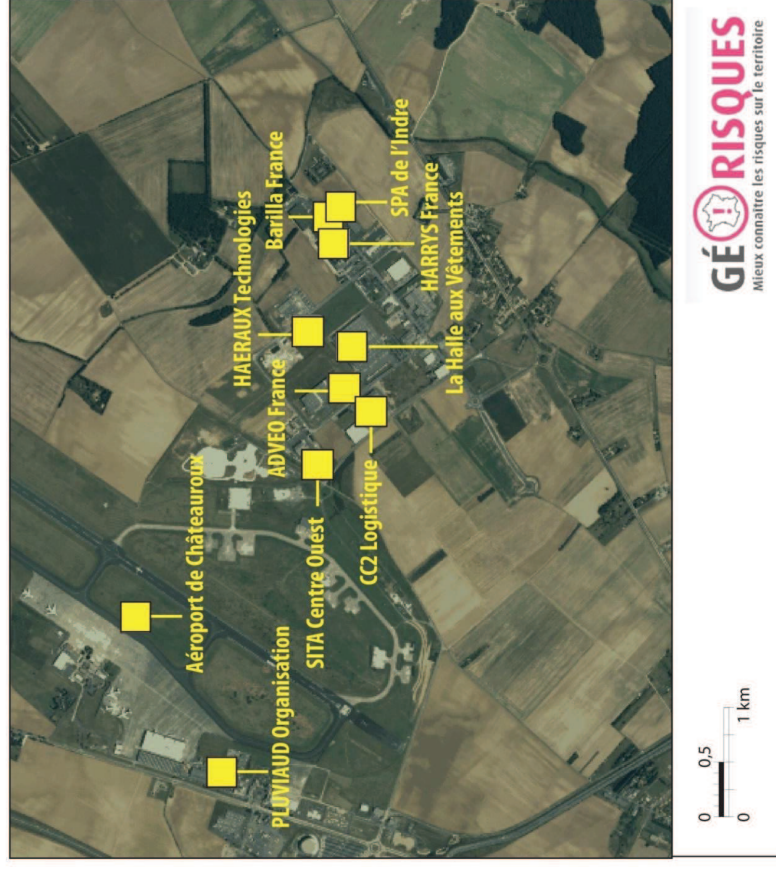 Aéroport de Châteauroux
PLUVIAUD Organisation
SITA Centre Ouest
ADVEO France
CC2 Logistique
HAERAUX Technologies
La Halle aux Vêtements
Barilla France
HARRYS France
SPA de l'Indre
0 0,5
0 1 km
GÉORISQUES
Mieux connaître les risques sur le territoire